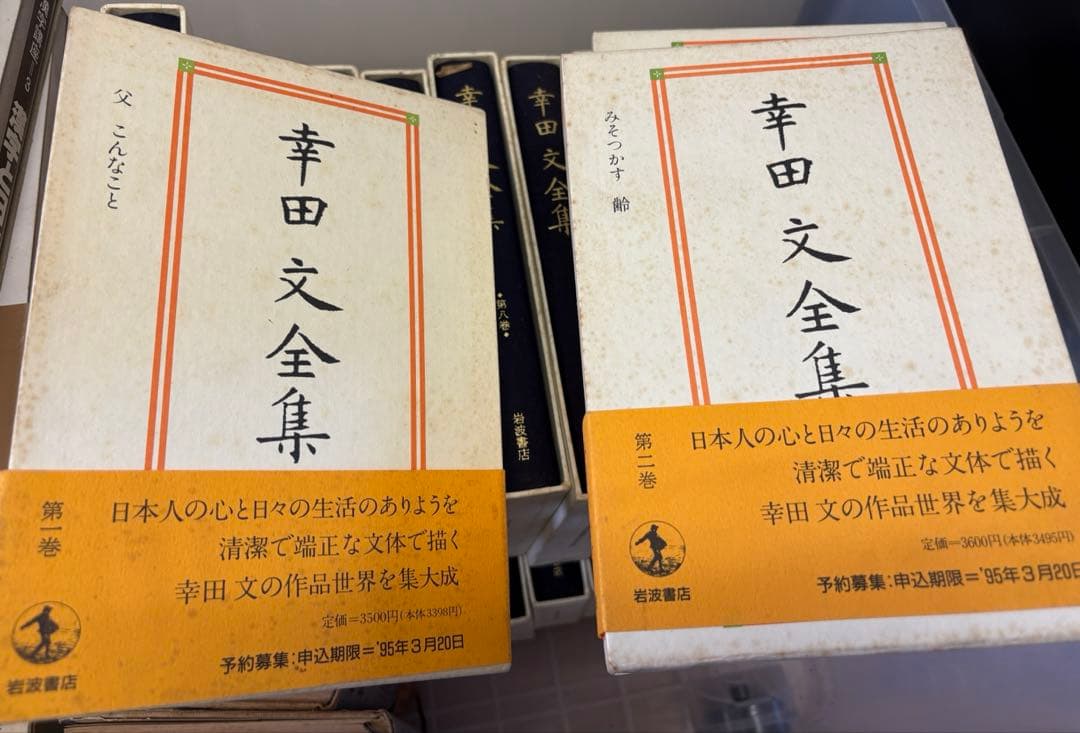 父 こんなこと
幸田 文全集
第一巻
日本人の心と日々の生活のありようを
清潔で端正な文体で描く
幸田 文の作品世界を集大成
定価=3500円(本体3398円)
予約募集:申込期限='95年3月20日
岩波書店
幸
全集
第八巻
岩波書店
幸田文全集
みそつかす 齢
幸田 文全集
第二巻
日本人の心と日々の生活のありようを
清潔で端正な文体で描く
幸田 文の作品世界を集大成
定価=3600円(本体3495円)
予約募集:申込期限='95年3月20日
岩波書店